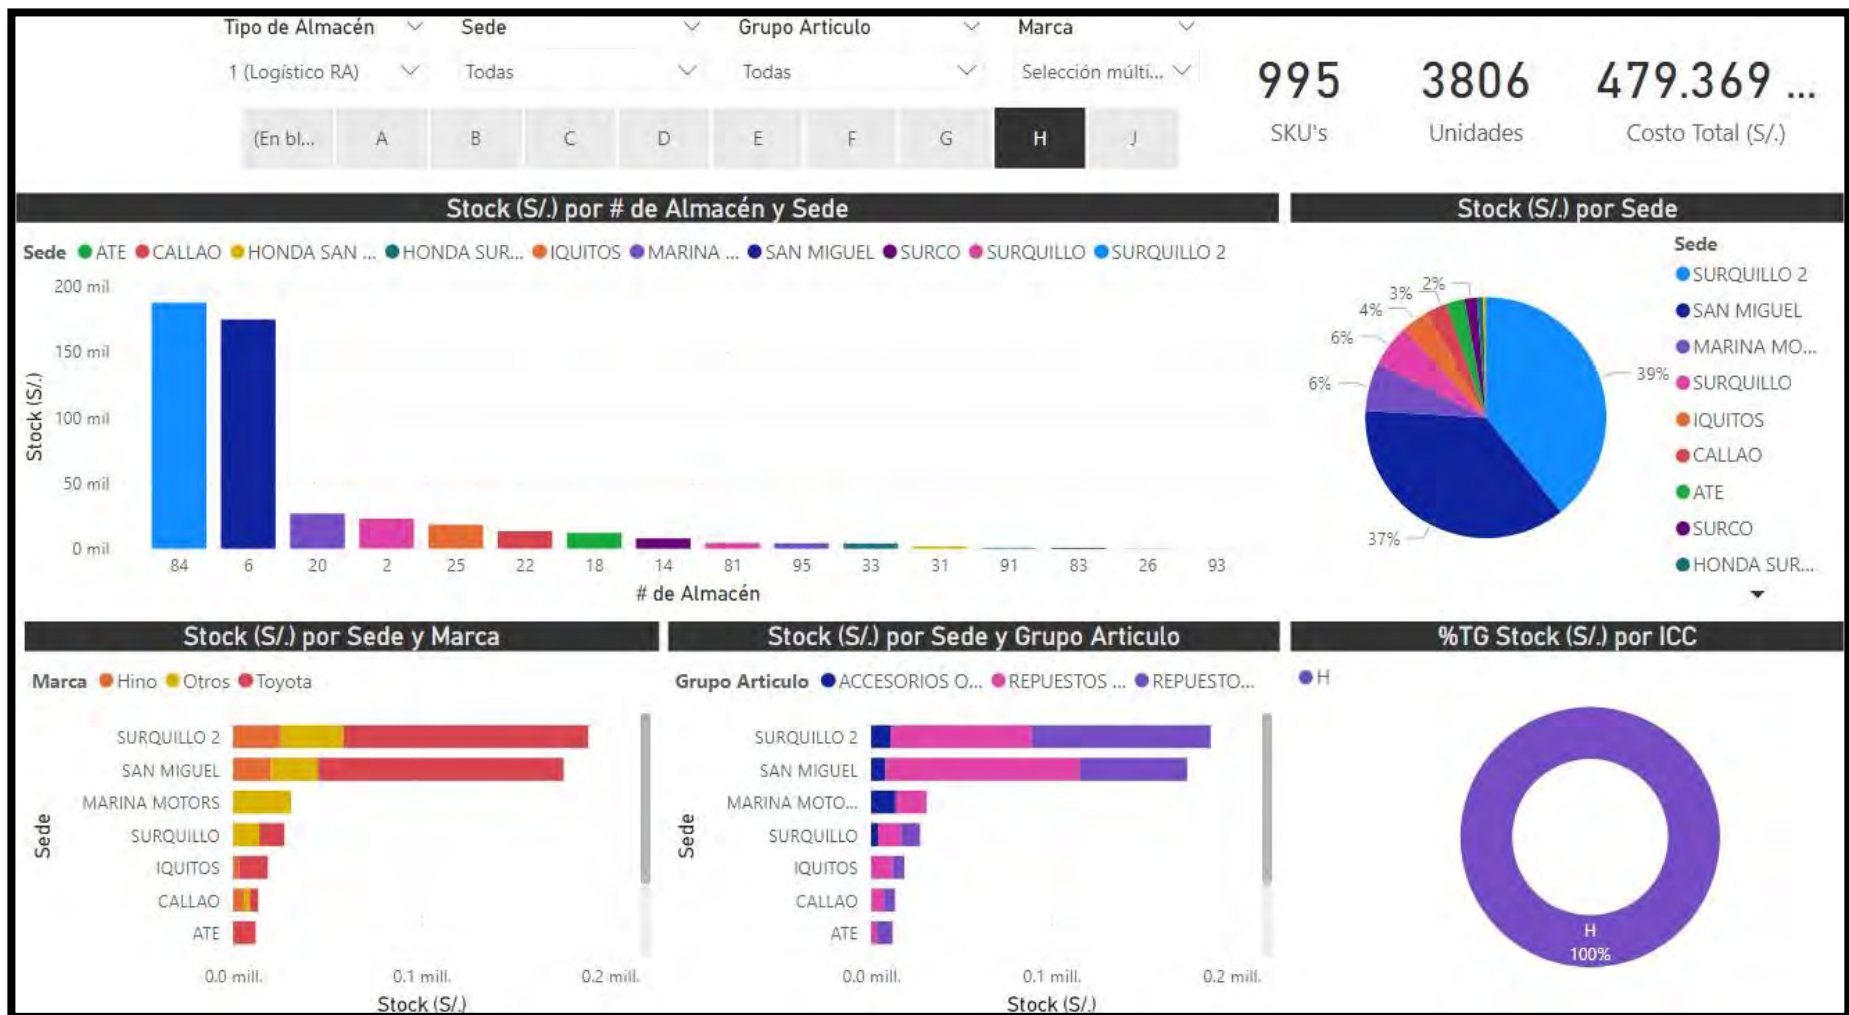 Tipo de Almacén Sede Grupo Articulo Marca
1 (Logístico RA) Todas Todas Selección múlti...
995 3806 479.369 ...
SKU's Unidades Costo Total (S/.)
(En bl... A B C D E F G H J
Stock (S/.) por # de Almacén y Sede
Sede ATE CALLAO HONDA SAN ... HONDA SUR... IQUITOS MARINA ... SAN MIGUEL SURCO SURQUILLO SURQUILLO 2
200 mil
150 mil
100 mil
50 mil
0 mil
Stock (S/.)
84 6 20 2 25 22 18 14 81 95 33 31 91 83 26 93
# de Almacén
Stock (S/.) por Sede
39%
37%
6%
6%
4%
3%
2%
Sede
SURQUILLO 2
SAN MIGUEL
MARINA MO...
SURQUILLO
IQUITOS
CALLAO
ATE
SURCO
HONDA SUR...
Stock (S/.) por Sede y Marca
Marca Hino Otros Toyota
Sede
SURQUILLO 2
SAN MIGUEL
MARINA MOTORS
SURQUILLO
IQUITOS
CALLAO
ATE
0.0 mill. 0.1 mill. 0.2 mill.
Stock (S/.)
Stock (S/.) por Sede y Grupo Articulo
Grupo Articulo ACCESORIOS O... REPUESTOS ... REPUESTO...
Sede
SURQUILLO 2
SAN MIGUEL
MARINA MOTO...
SURQUILLO
IQUITOS
CALLAO
ATE
0.0 mill. 0.1 mill. 0.2 mill.
Stock (S/.)
%TG Stock (S/.) por ICC
H
H
100%